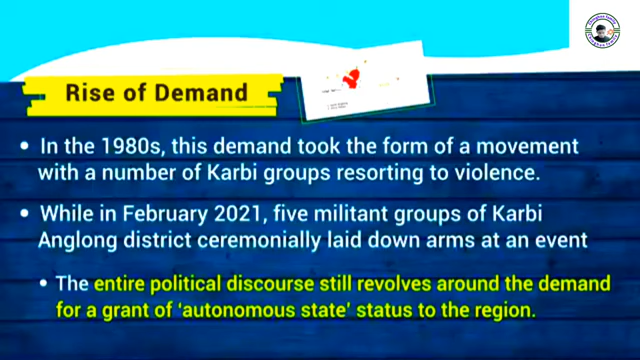 Rise of Demand
• In the 1980s, this demand took the form of a movement
with a number of Karbi groups resorting to violence.
• While in February 2021, five militant groups of Karbi
Anglong district ceremonially laid down arms at an event
• The entire political discourse still revolves around the demand
for a grant of ‘autonomous state’ status to the region.